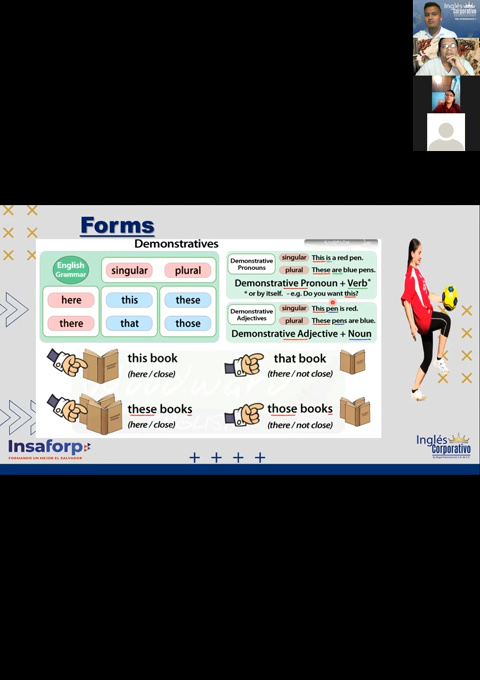 Inglés
Corporativo
Forms
Demonstratives
English
Grammar
singular
plural
here
this
these
there
that
those
Demonstrative
Pronouns
singular This is a red pen.
plural These are blue pens.
Demonstrative Pronoun + Verb*
* or by itself. - e.g. Do you want this?
Demonstrative
Adjectives
singular This pen is red.
plural These pens are blue.
Demonstrative Adjective + Noun
this book
(here / close)
that book
(here / not close)
these books
(here / close)
those books
(there / not close)
Insaforp
FORMANDO UN MEJOR EL SALVADOR
Inglés
Corporativo